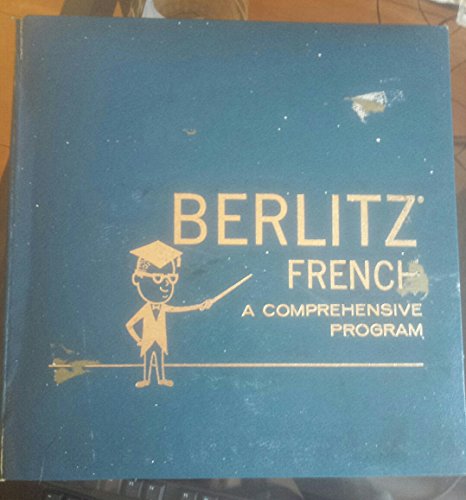 BERLITZ®
FRENCH
A COMPREHENSIVE
PROGRAM